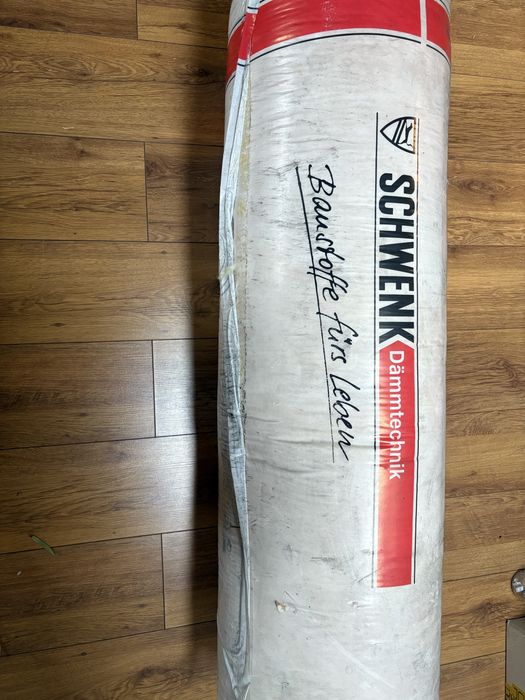 SCHWENK Dämmtechnik
Baustoffe fürs Leben